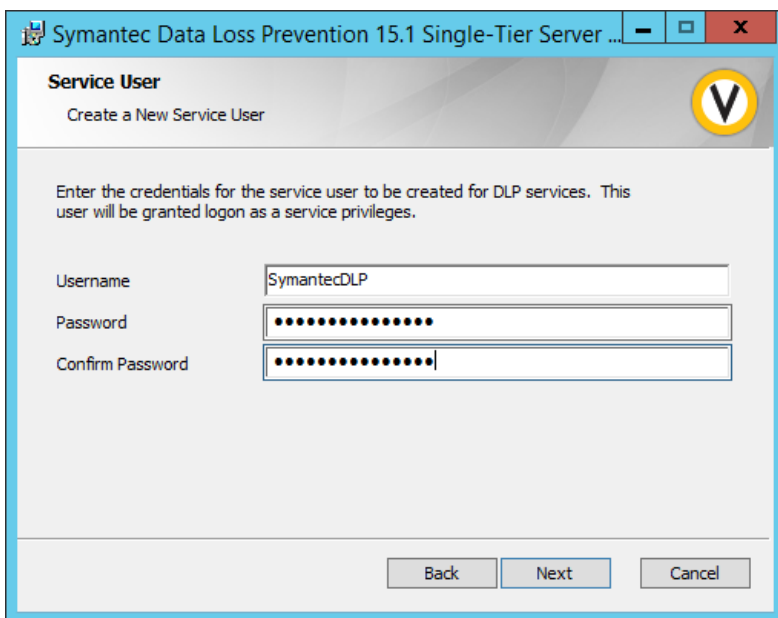 Symantec Data Loss Prevention 15.1 Single-Tier Server ...
Service User
Create a New Service User
Enter the credentials for the service user to be created for DLP services. This
user will be granted logon as a service privileges.
Username SymantecDLP
Password •••••••••••••••
Confirm Password •••••••••••••••
Back Next Cancel